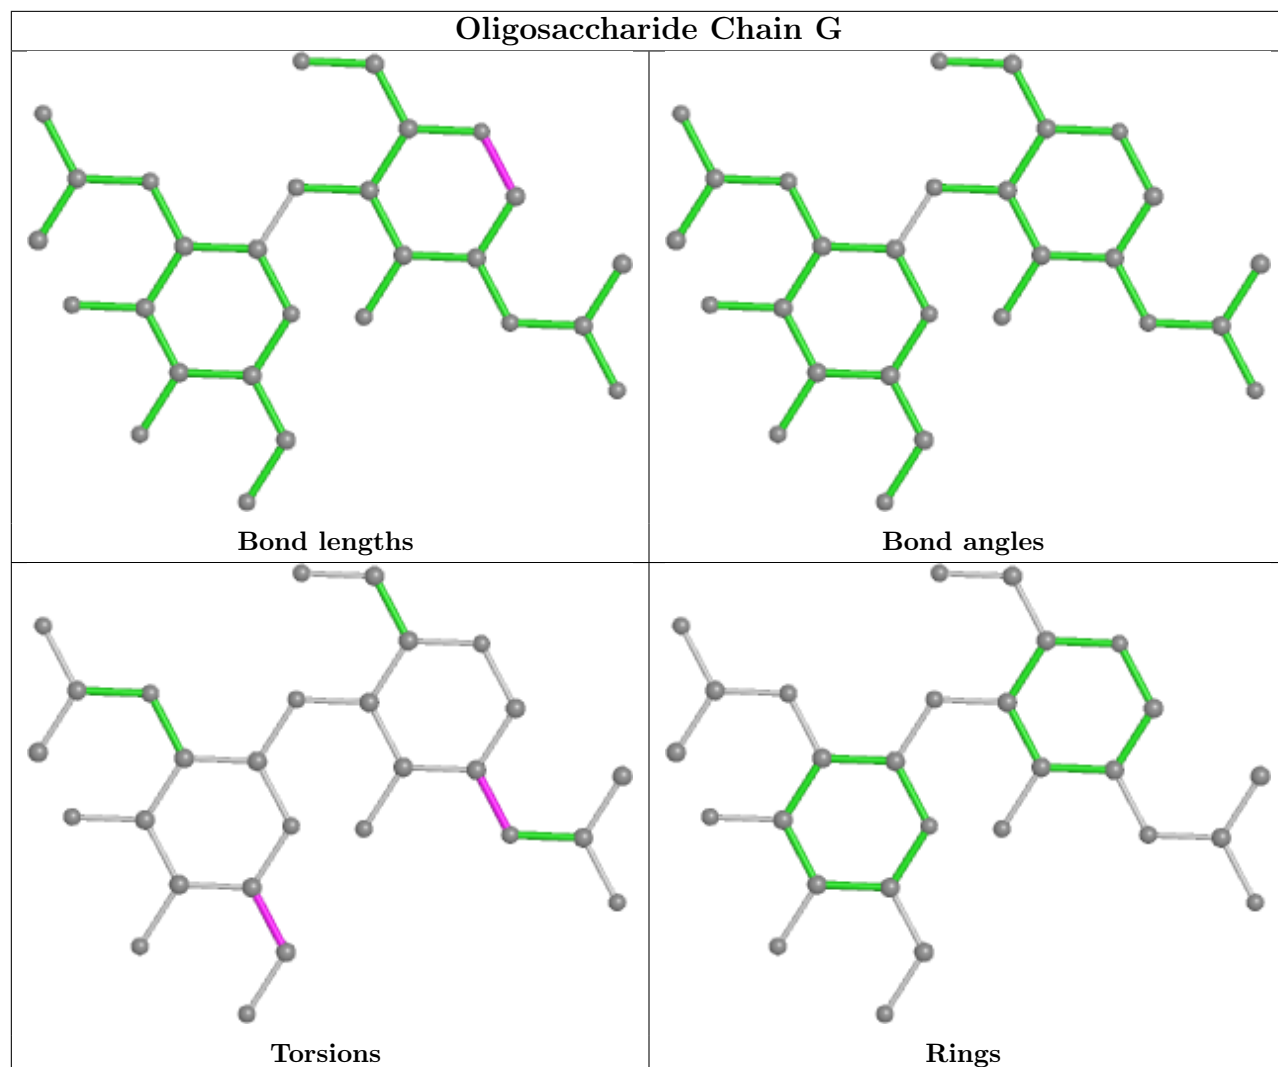 Oligosaccharide Chain G
Bond lengths
Bond angles
Torsions
Rings